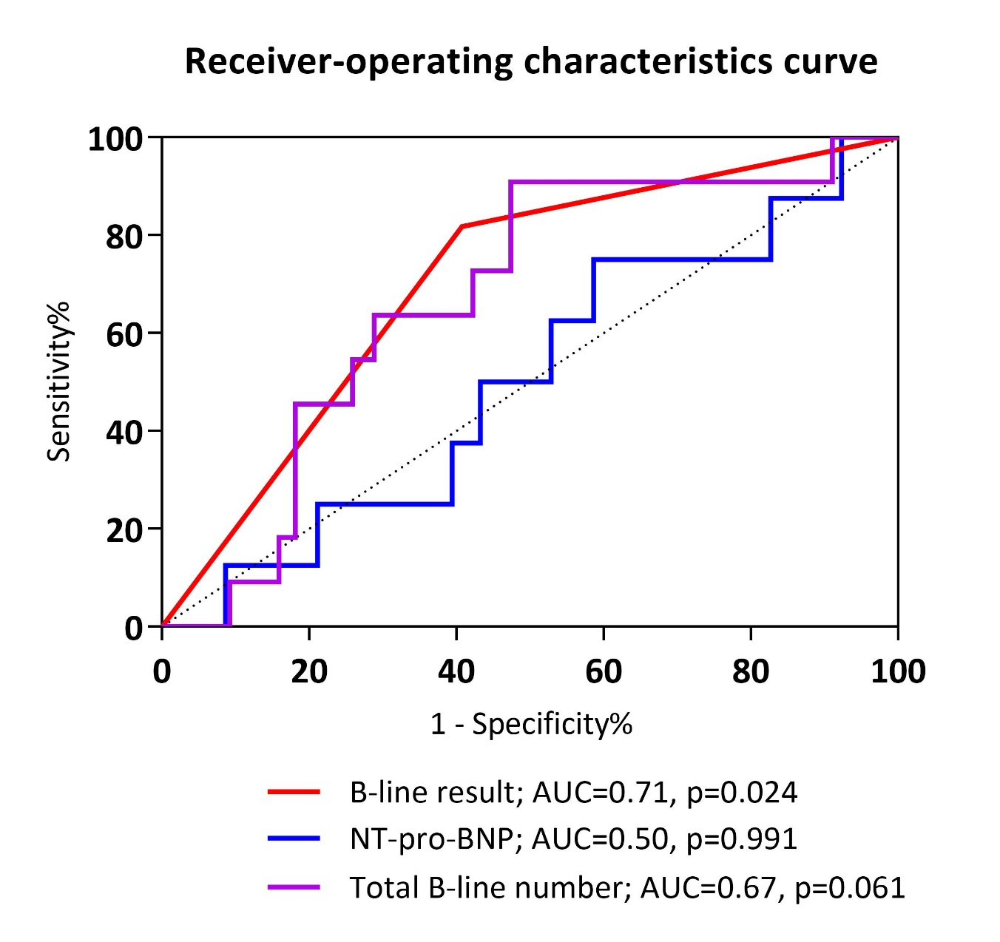 Receiver-operating characteristics curve
100
80
60
40
20
0
Sensitivity%
0 20 40 60 80 100
1 - Specificity%
B-line result; AUC=0.71, p=0.024
NT-pro-BNP; AUC=0.50, p=0.991
Total B-line number; AUC=0.67, p=0.061